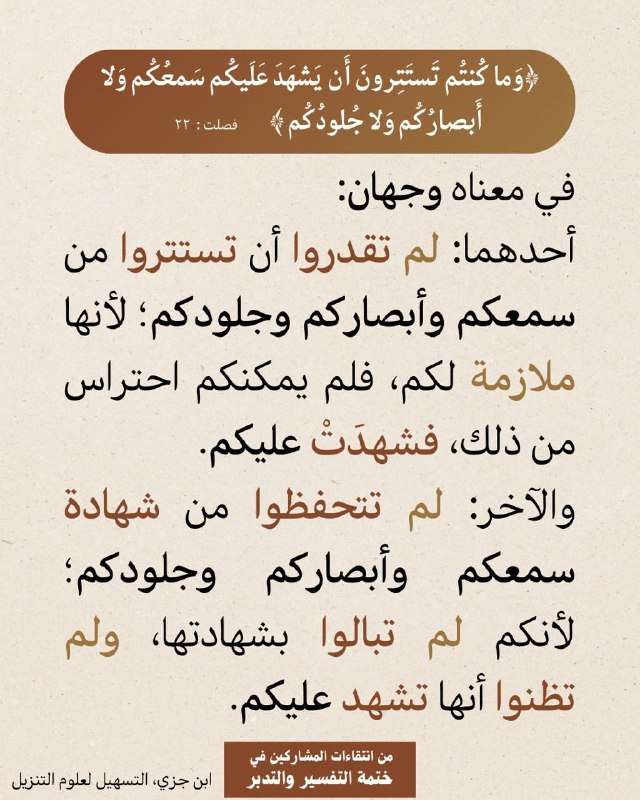 ﴿وَما كُنتُم تَستَتِرونَ أَن يَشهَدَ عَلَيكُم سَمعُكُم وَلا
أَبصارُكُم وَلا جُلودُكُم﴾ فصلت: ٢٢
في معناه وجهان:
أحدهما: لم تقدروا أن تستتروا من
سمعكم وأبصاركم وجلودكم؛ لأنها
ملازمة لكم، فلم يمكنكم احتراس
من ذلك، فشهدَتْ عليكم.
والآخر: لم تتحفظوا من شهادة
سمعكم وأبصاركم وجلودكم؛
لأنكم لم تبالوا بشهادتها، ولم
تظنوا أنها تشهد عليكم.
من انتقاءات المشاركين في
ختمة التفسير والتدبر
ابن جزي، التسهيل لعلوم التنزيل